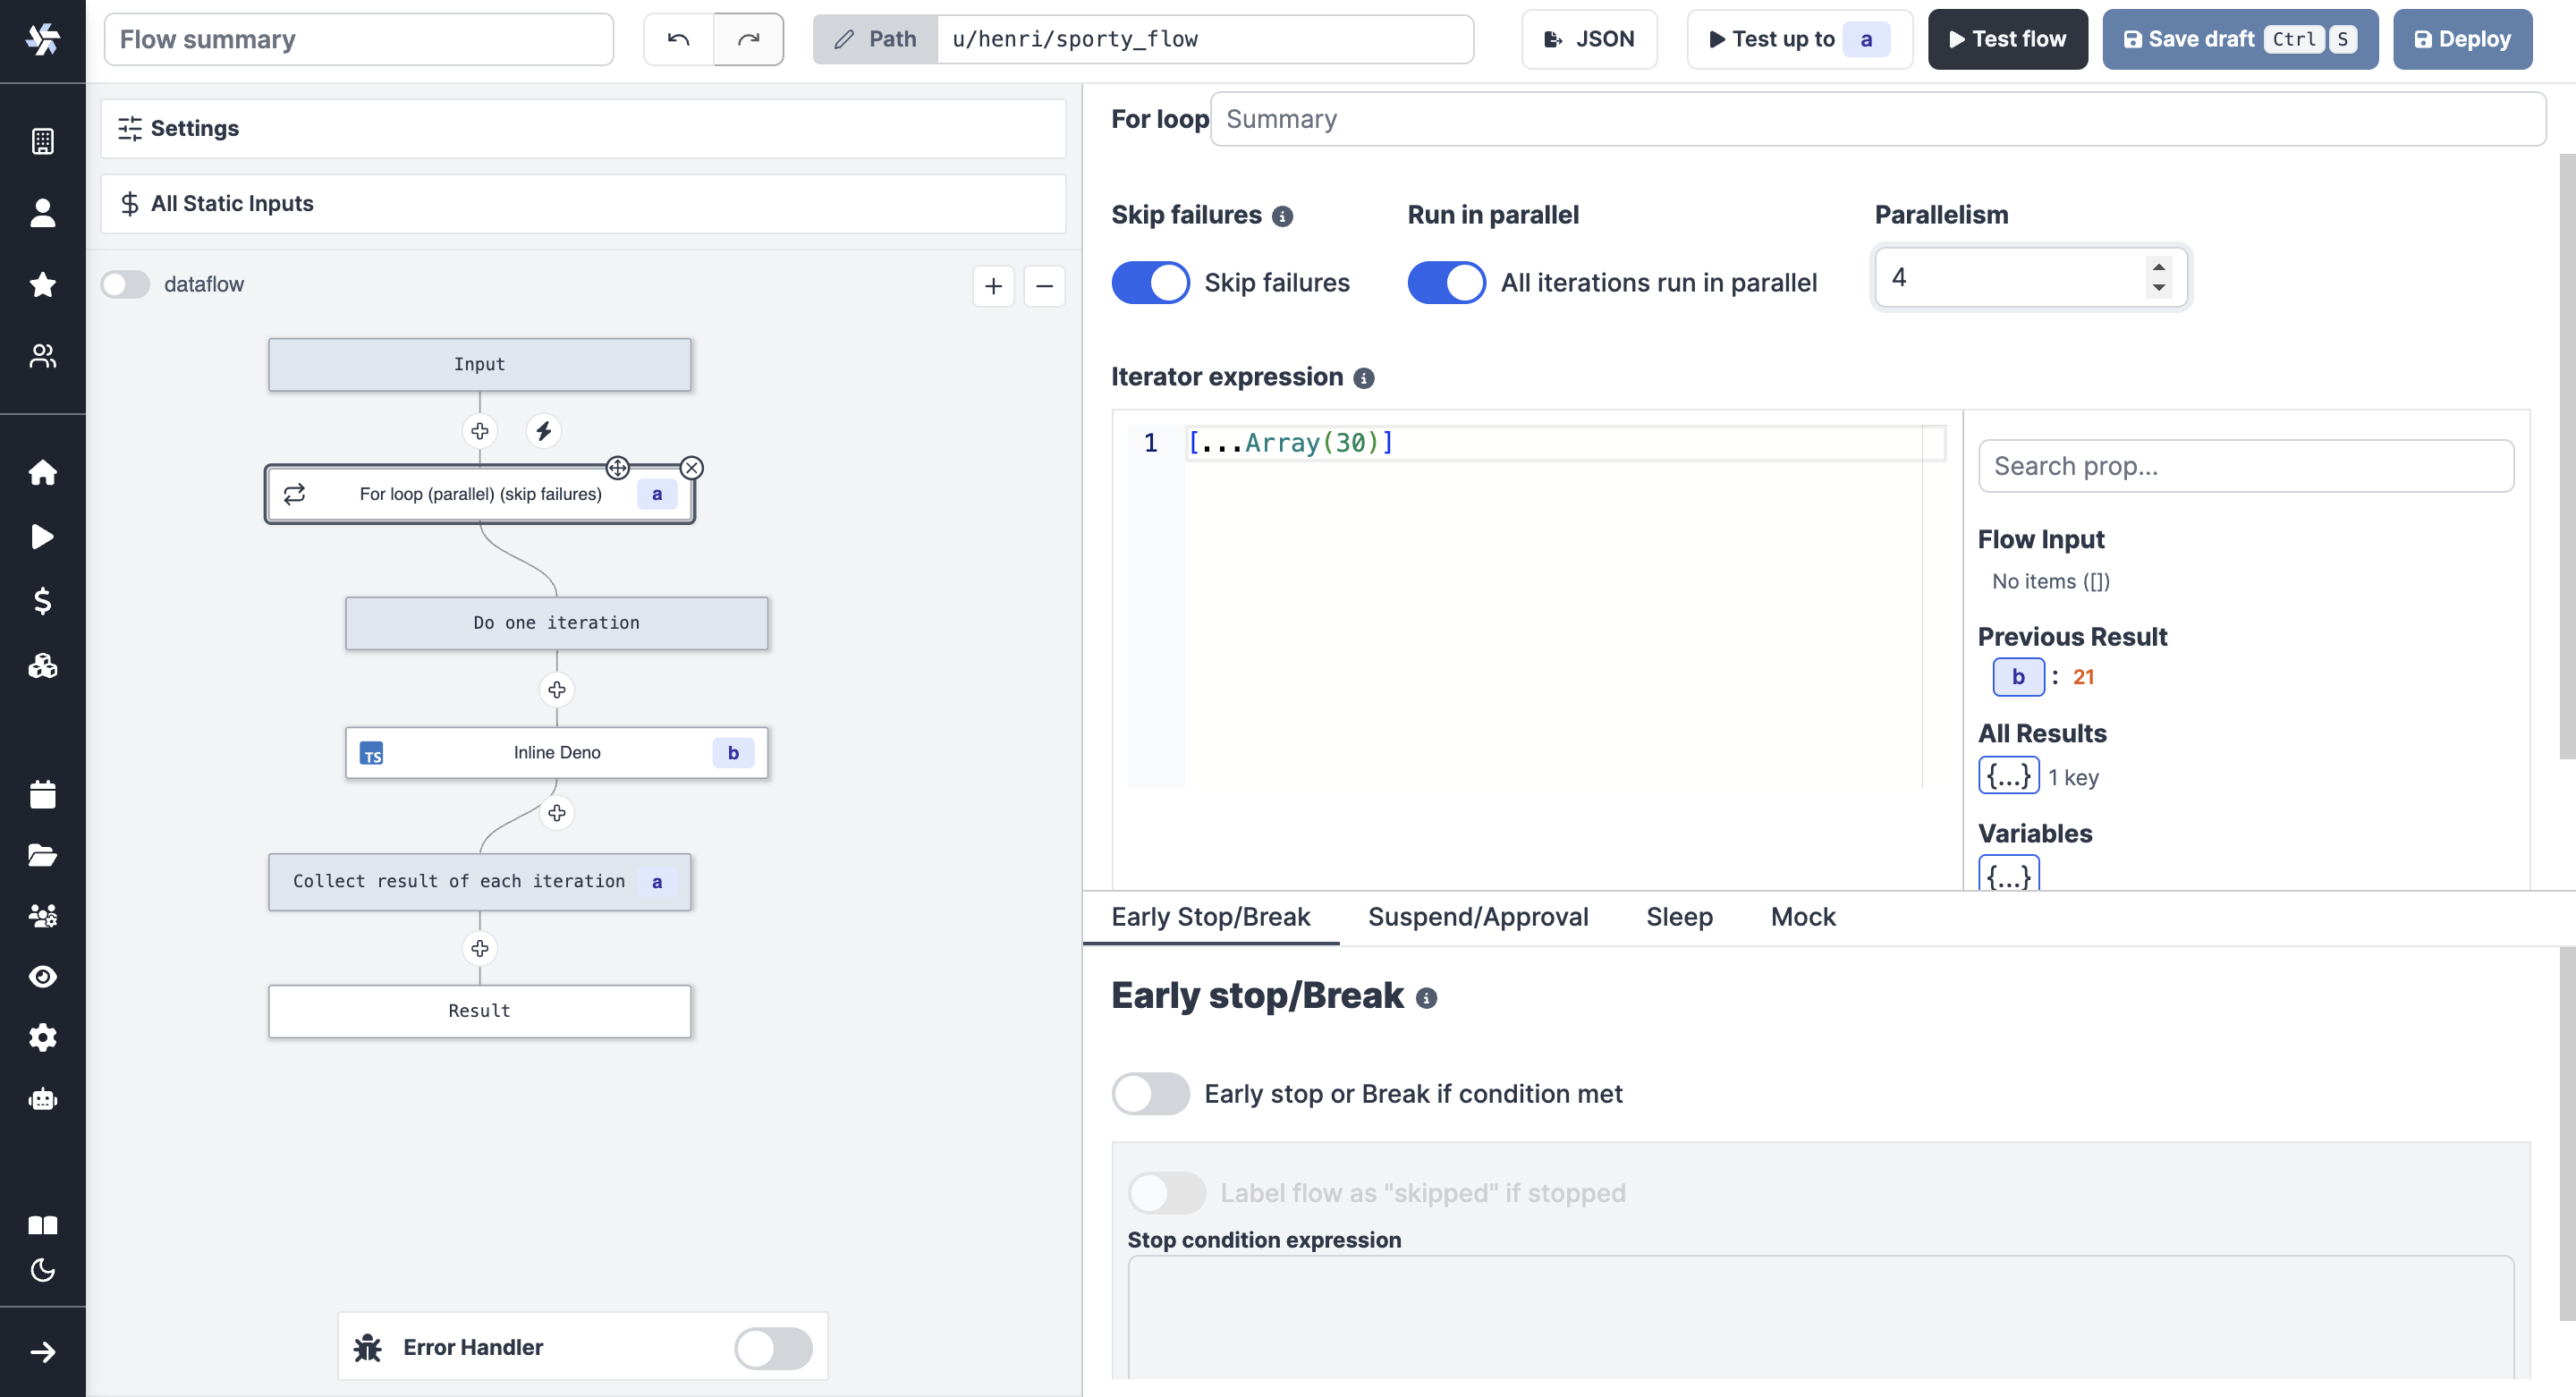 Flow summary
Path
u/henri/sporty_flow
JSON
Test up to a
Test flow
Save draft Ctrl S
Deploy
Settings
All Static Inputs
dataflow
Input
For loop (parallel) (skip failures) a
Do one iteration
TS Inline Deno b
Collect result of each iteration a
Result
Error Handler
For loop Summary
Skip failures
Run in parallel
Parallelism
Skip failures
All iterations run in parallel
4
Iterator expression
1 [...Array(30)]
Search prop...
Flow Input
No items ([])
Previous Result
b : 21
All Results
{...} 1 key
Variables
{...}
Early Stop/Break
Suspend/Approval
Sleep
Mock
Early stop/Break
Early stop or Break if condition met
Label flow as "skipped" if stopped
Stop condition expression